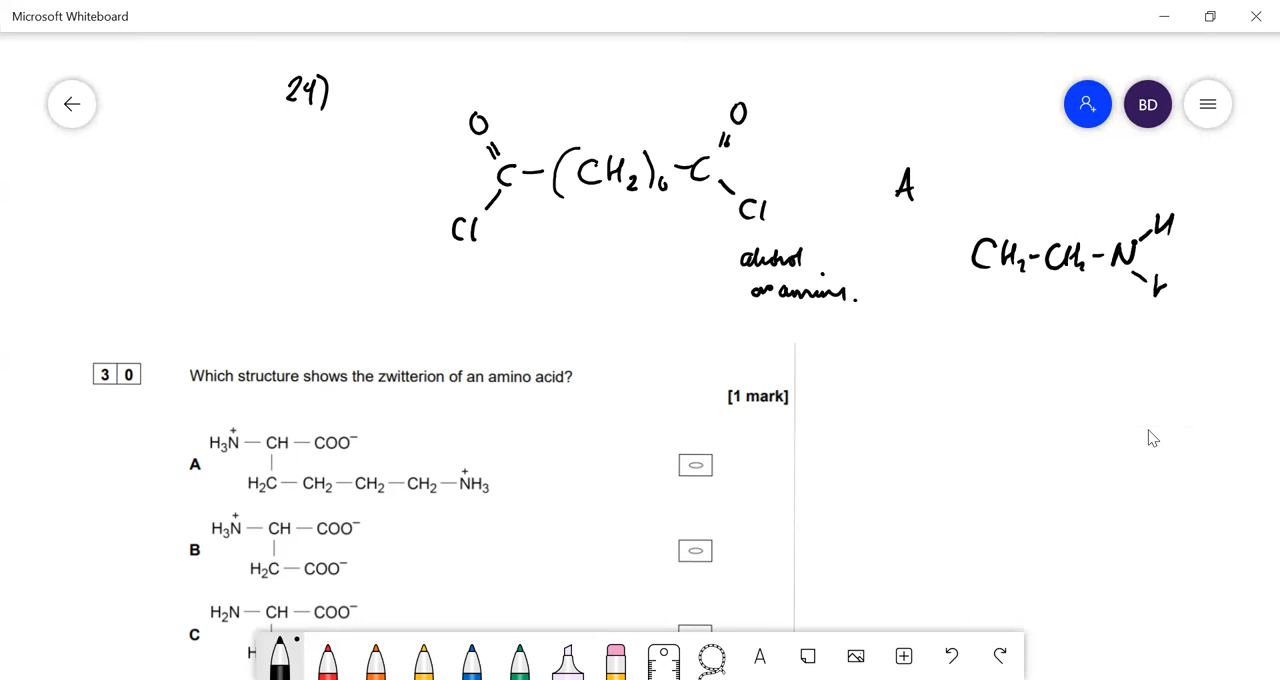 Microsoft Whiteboard
24)
O O
C-(CH2)6-C A
Cl Cl
BD
alcohol
or amine.
CH2-CH2-N H
3 0 Which structure shows the zwitterion of an amino acid?
[1 mark]
A H3N+ — CH — COO−
H2C — CH2 — CH2 — CH2 — N+H3
B H3N+ — CH — COO−
H2C — COO−
C H2N — CH — COO−
H
A